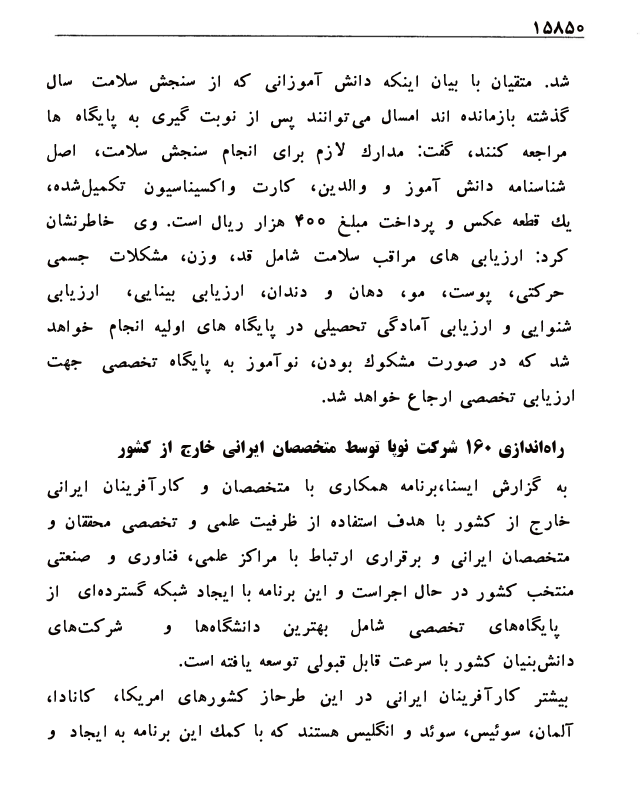 ۱۵۸۵۰
شد. متقیان با بیان اینکه دانش آموزانی که از سنجش سلامت سال
گذشته بازمانده اند امسال می‌توانند پس از نوبت گیری به پایگاه ها
مراجعه کنند، گفت: مدارك لازم برای انجام سنجش سلامت، اصل
شناسنامه دانش آموز و والدین، کارت واکسیناسیون تکمیل‌شده،
یك قطعه عکس و پرداخت مبلغ ۴۰۰ هزار ریال است. وی خاطرنشان
کرد: ارزیابی های مراقب سلامت شامل قد، وزن، مشکلات جسمی
حرکتی، پوست، مو، دهان و دندان، ارزیابی بینایی، ارزیابی
شنوایی و ارزیابی آمادگی تحصیلی در پایگاه های اولیه انجام خواهد
شد که در صورت مشکوك بودن، نوآموز به پایگاه تخصصی جهت
ارزیابی تخصصی ارجاع خواهد شد.
راه‌اندازی ۱۶۰ شرکت نوپا توسط متخصصان ایرانی خارج از کشور
به گزارش ایسنا،برنامه همکاری با متخصصان و کارآفرینان ایرانی
خارج از کشور با هدف استفاده از ظرفیت علمی و تخصصی محققان و
متخصصان ایرانی و برقراری ارتباط با مراکز علمی، فناوری و صنعتی
منتخب کشور در حال اجراست و این برنامه با ایجاد شبکه گسترده‌ای از
پایگاه‌های تخصصی شامل بهترین دانشگاه‌ها و شرکت‌های
دانش‌بنیان کشور با سرعت قابل قبولی توسعه یافته است.
بیشتر کارآفرینان ایرانی در این طرحاز کشورهای امریکا، کانادا،
آلمان، سوئیس، سوئد و انگلیس هستند که با کمك این برنامه به ایجاد و